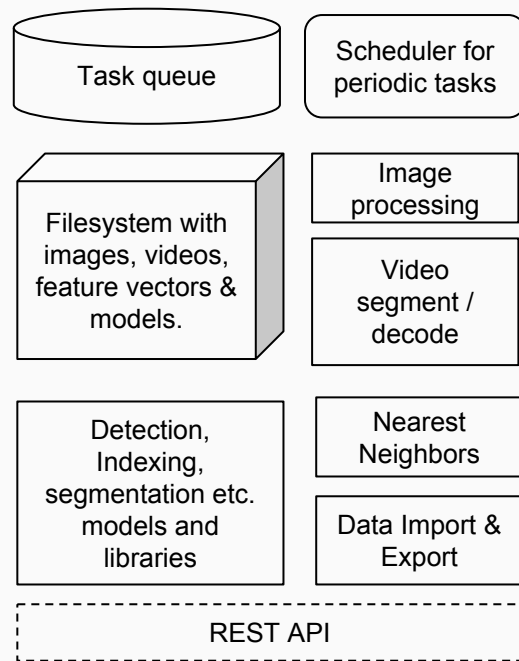 Task queue
Scheduler for
periodic tasks
Filesystem with
images, videos,
feature vectors &
models.
Image
processing
Video
segment /
decode
Detection,
Indexing,
segmentation etc.
models and
libraries
Nearest
Neighbors
Data Import &
Export
REST API